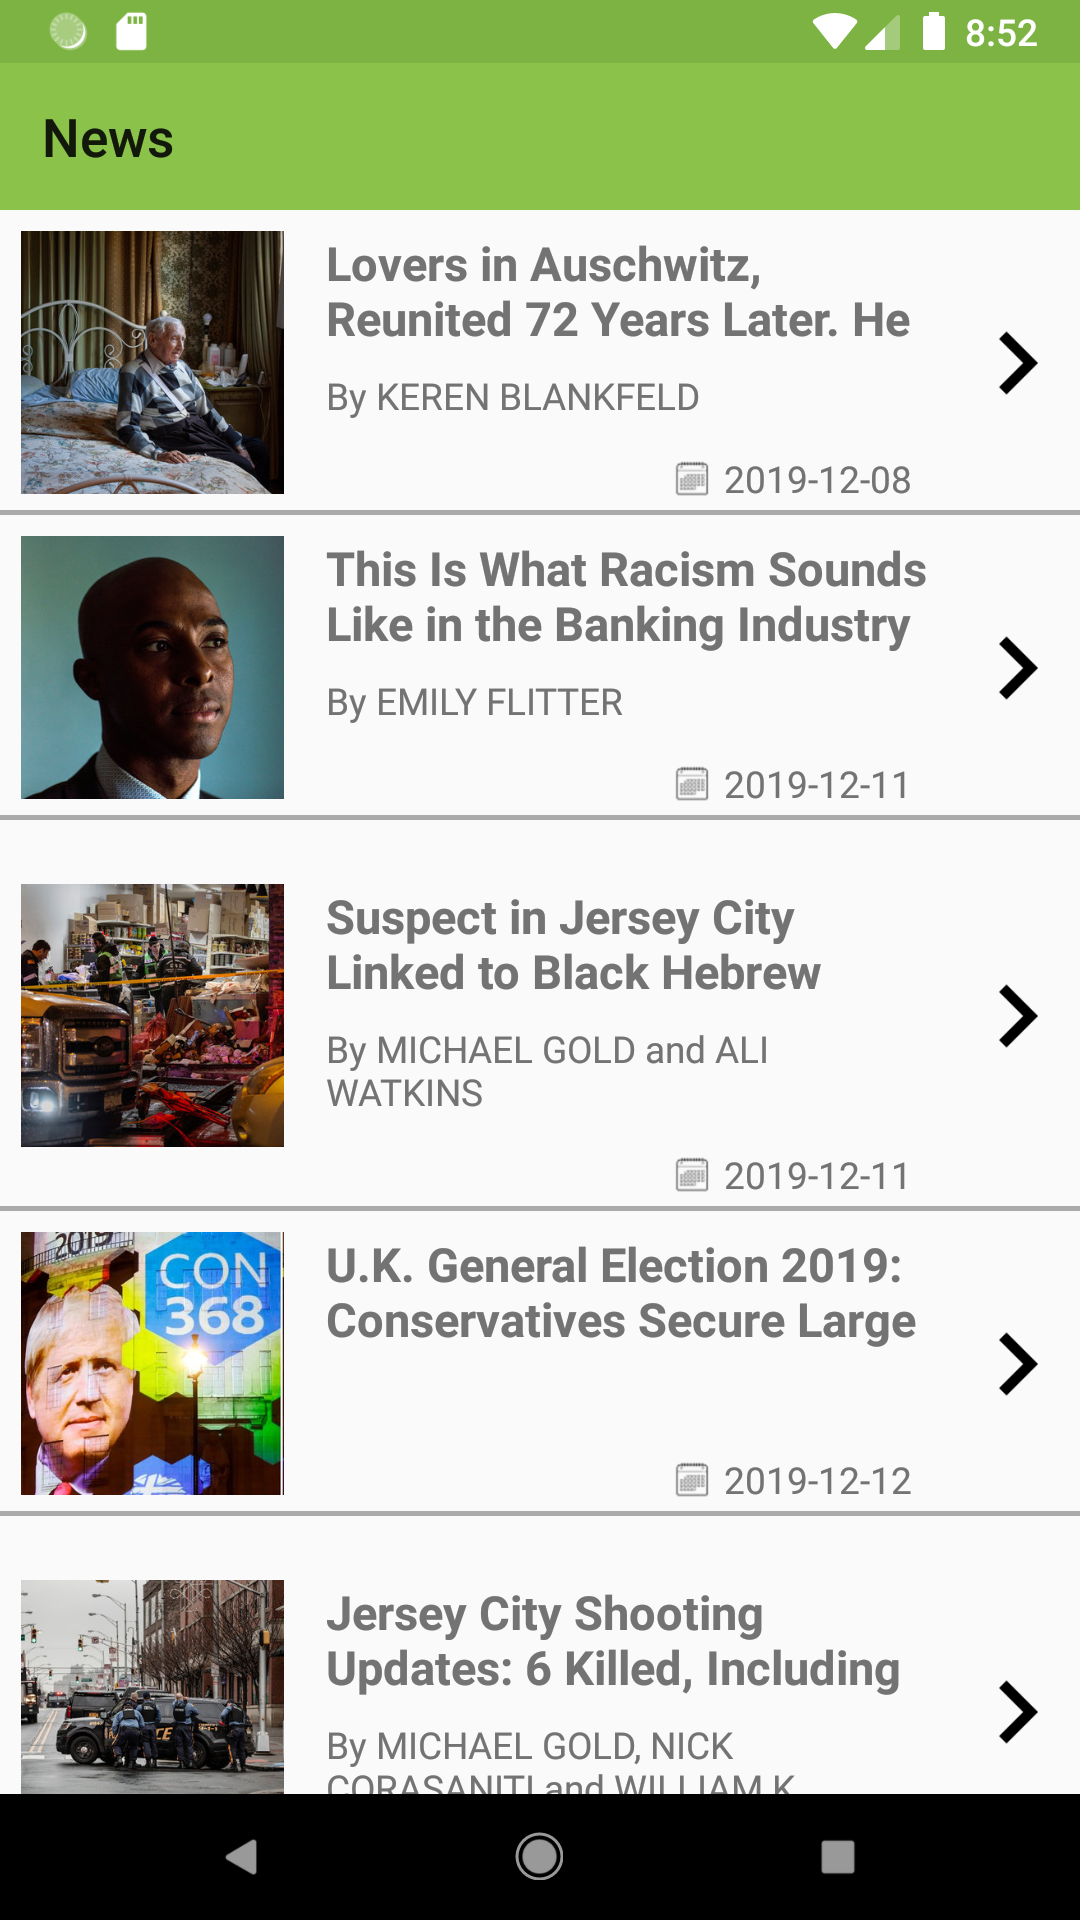 8:52
News
Lovers in Auschwitz,
Reunited 72 Years Later. He
By KEREN BLANKFELD
2019-12-08
This Is What Racism Sounds
Like in the Banking Industry
By EMILY FLITTER
2019-12-11
Suspect in Jersey City
Linked to Black Hebrew
By MICHAEL GOLD and ALI
WATKINS
2019-12-11
2019
CON
368
U.K. General Election 2019:
Conservatives Secure Large
2019-12-12
Jersey City Shooting
Updates: 6 Killed, Including
By MICHAEL GOLD, NICK
CORASANITI and WILLIAM K